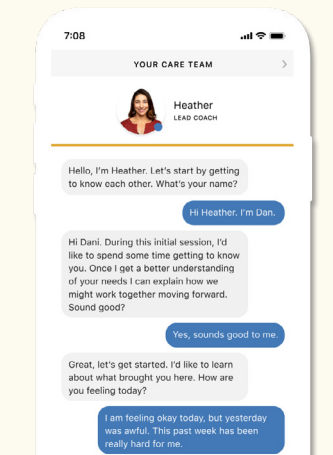 7:08
YOUR CARE TEAM
Heather
LEAD COACH
Hello, I'm Heather. Let's start by getting
to know each other. What's your name?
Hi Heather. I'm Dan.
Hi Dani. During this initial session, I'd
like to spend some time getting to know
you. Once I get a better understanding
of your needs I can explain how we
might work together moving forward.
Sound good?
Yes, sounds good to me.
Great, let's get started. I'd like to learn
about what brought you here. How are
you feeling today?
I am feeling okay today, but yesterday
was awful. This past week has been
really hard for me.